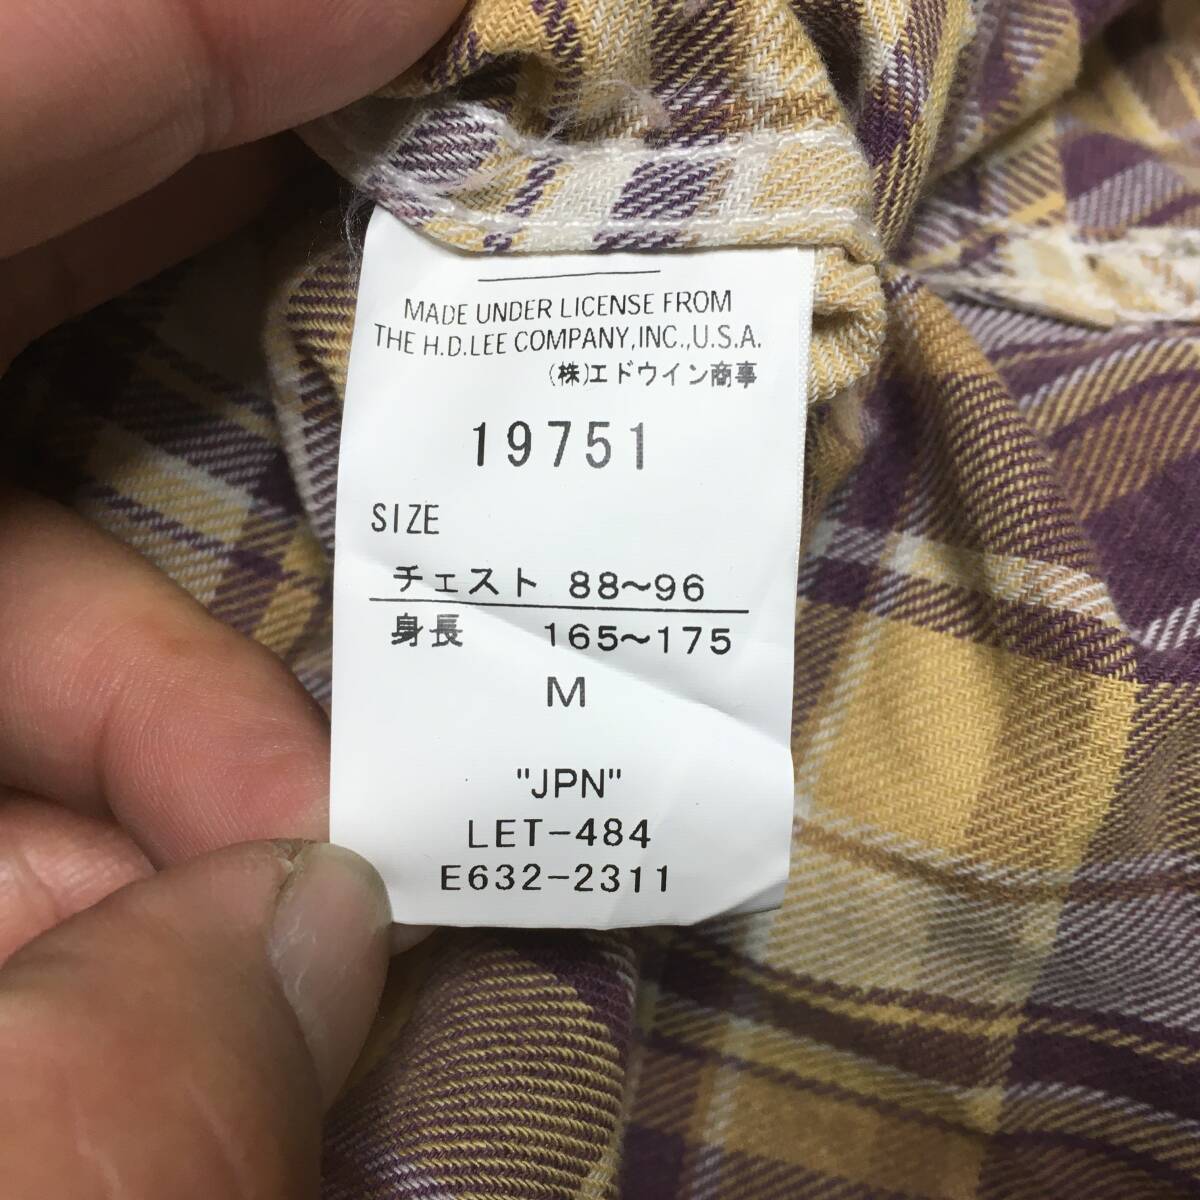 MADE UNDER LICENSE FROM
THE H.D.LEE COMPANY,INC.,U.S.A.
(株)エドウイン商事
19751
SIZE
チェスト 88~96
身長 165~175
M
"JPN"
LET-484
E632-2311